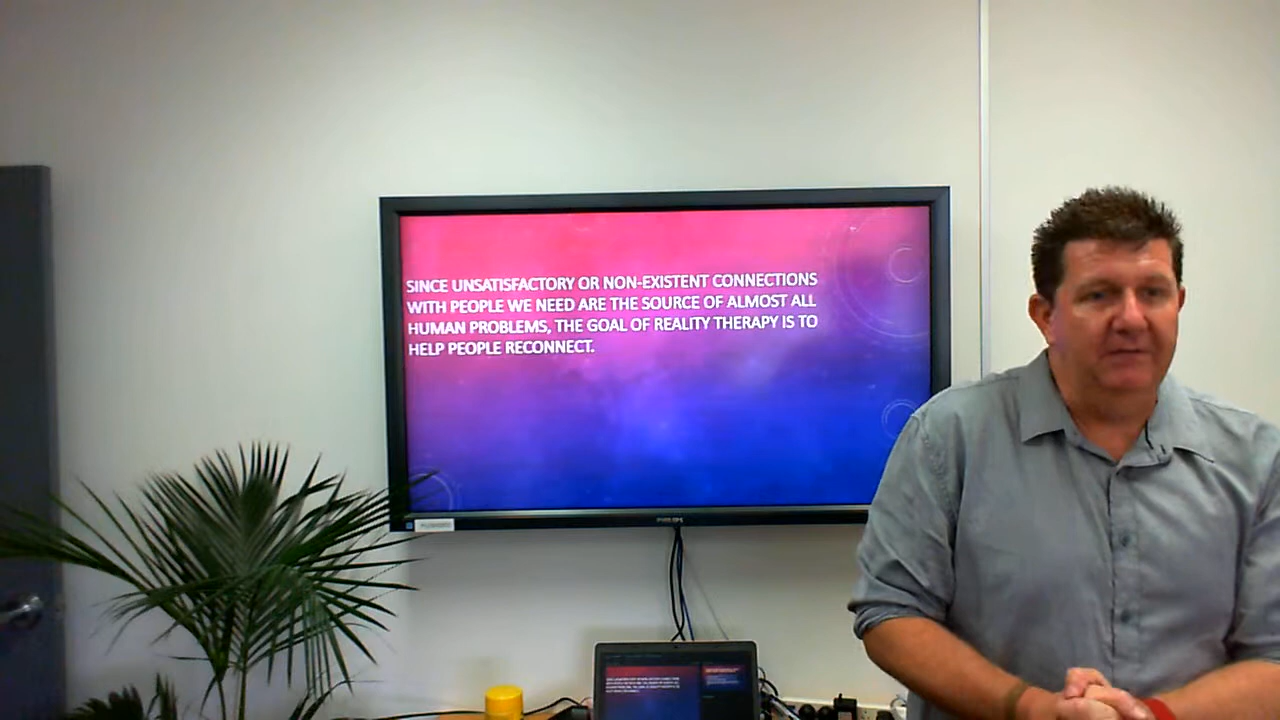 SINCE UNSATISFACTORY OR NON-EXISTENT CONNECTIONS
WITH PEOPLE WE NEED ARE THE SOURCE OF ALMOST ALL
HUMAN PROBLEMS, THE GOAL OF REALITY THERAPY IS TO
HELP PEOPLE RECONNECT.
PHILIPS